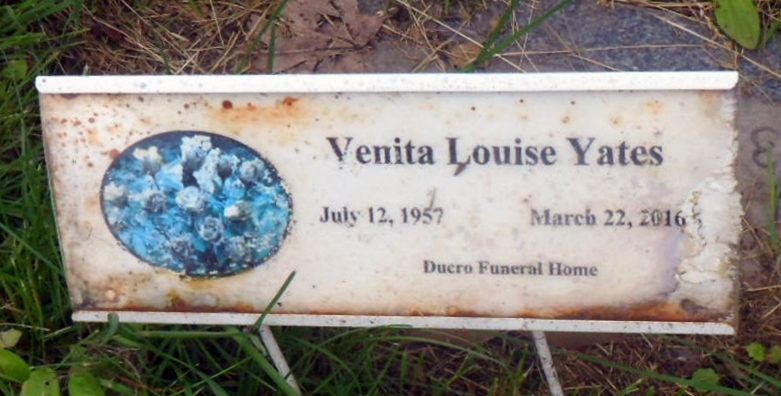 Venita Louise Yates
July 12, 1957 March 22, 2016
Ducro Funeral Home